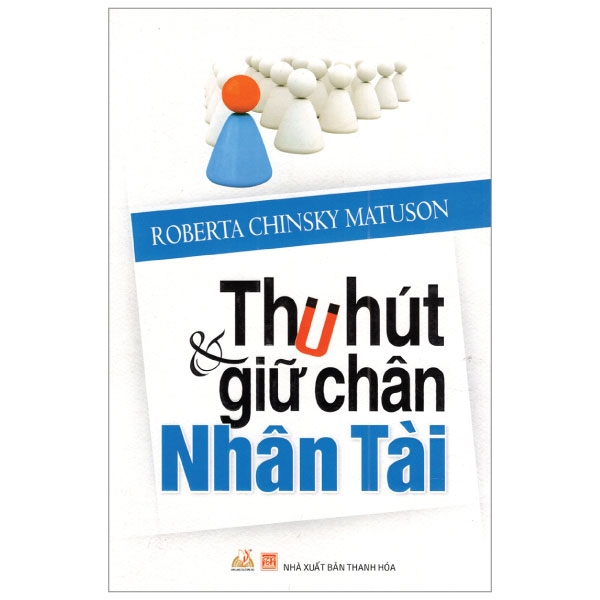 ROBERTA CHINSKY MATUSON
Thu hút
& giữ chân
Nhân Tài
NHÀ XUẤT BẢN THANH HÓA